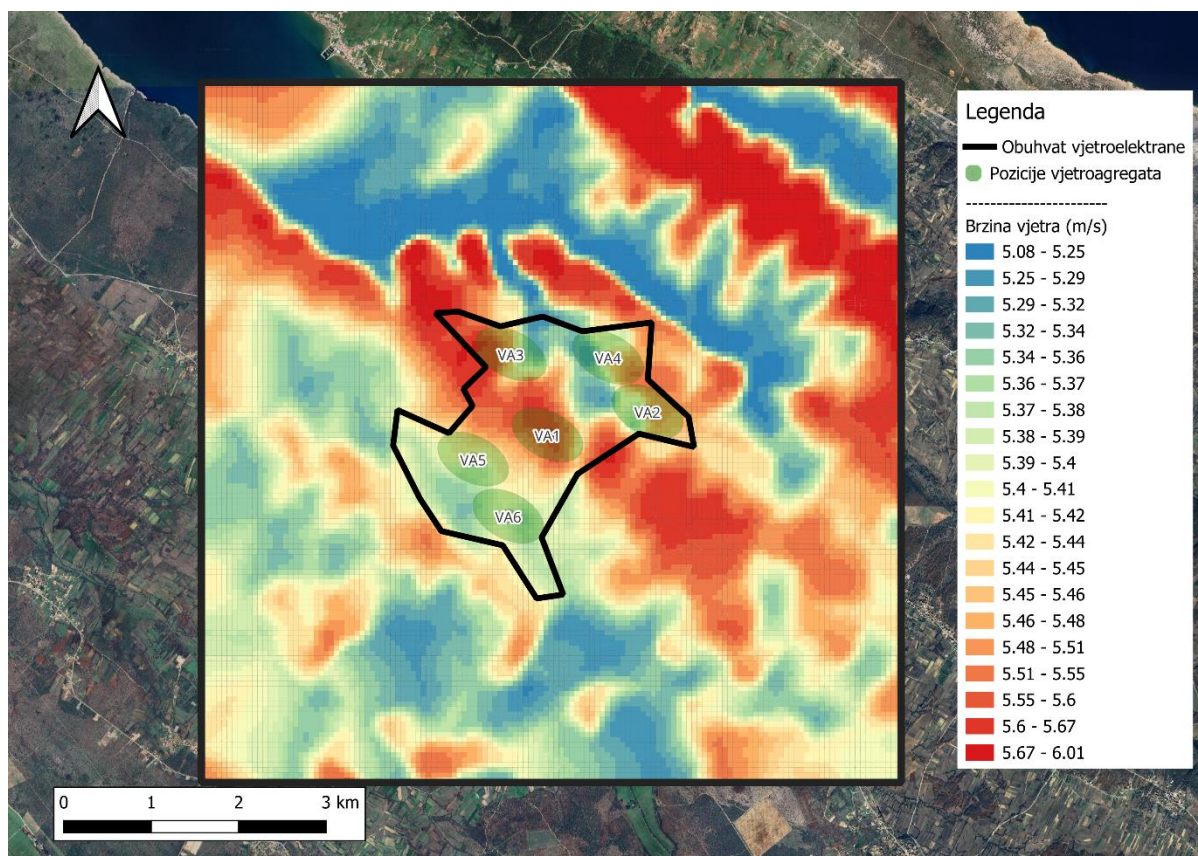 Legenda
Obuhvat vjetroelektrane
Pozicije vjetroagregata
------------------------
Brzina vjetra (m/s)
5.08 - 5.25
5.25 - 5.29
5.29 - 5.32
5.32 - 5.34
5.34 - 5.36
5.36 - 5.37
5.37 - 5.38
5.38 - 5.39
5.39 - 5.4
5.4 - 5.41
5.41 - 5.42
5.42 - 5.44
5.44 - 5.45
5.45 - 5.46
5.46 - 5.48
5.48 - 5.51
5.51 - 5.55
5.55 - 5.6
5.6 - 5.67
5.67 - 6.01
VA3
VA4
VA2
VA1
VA5
VA6
0 1 2 3 km